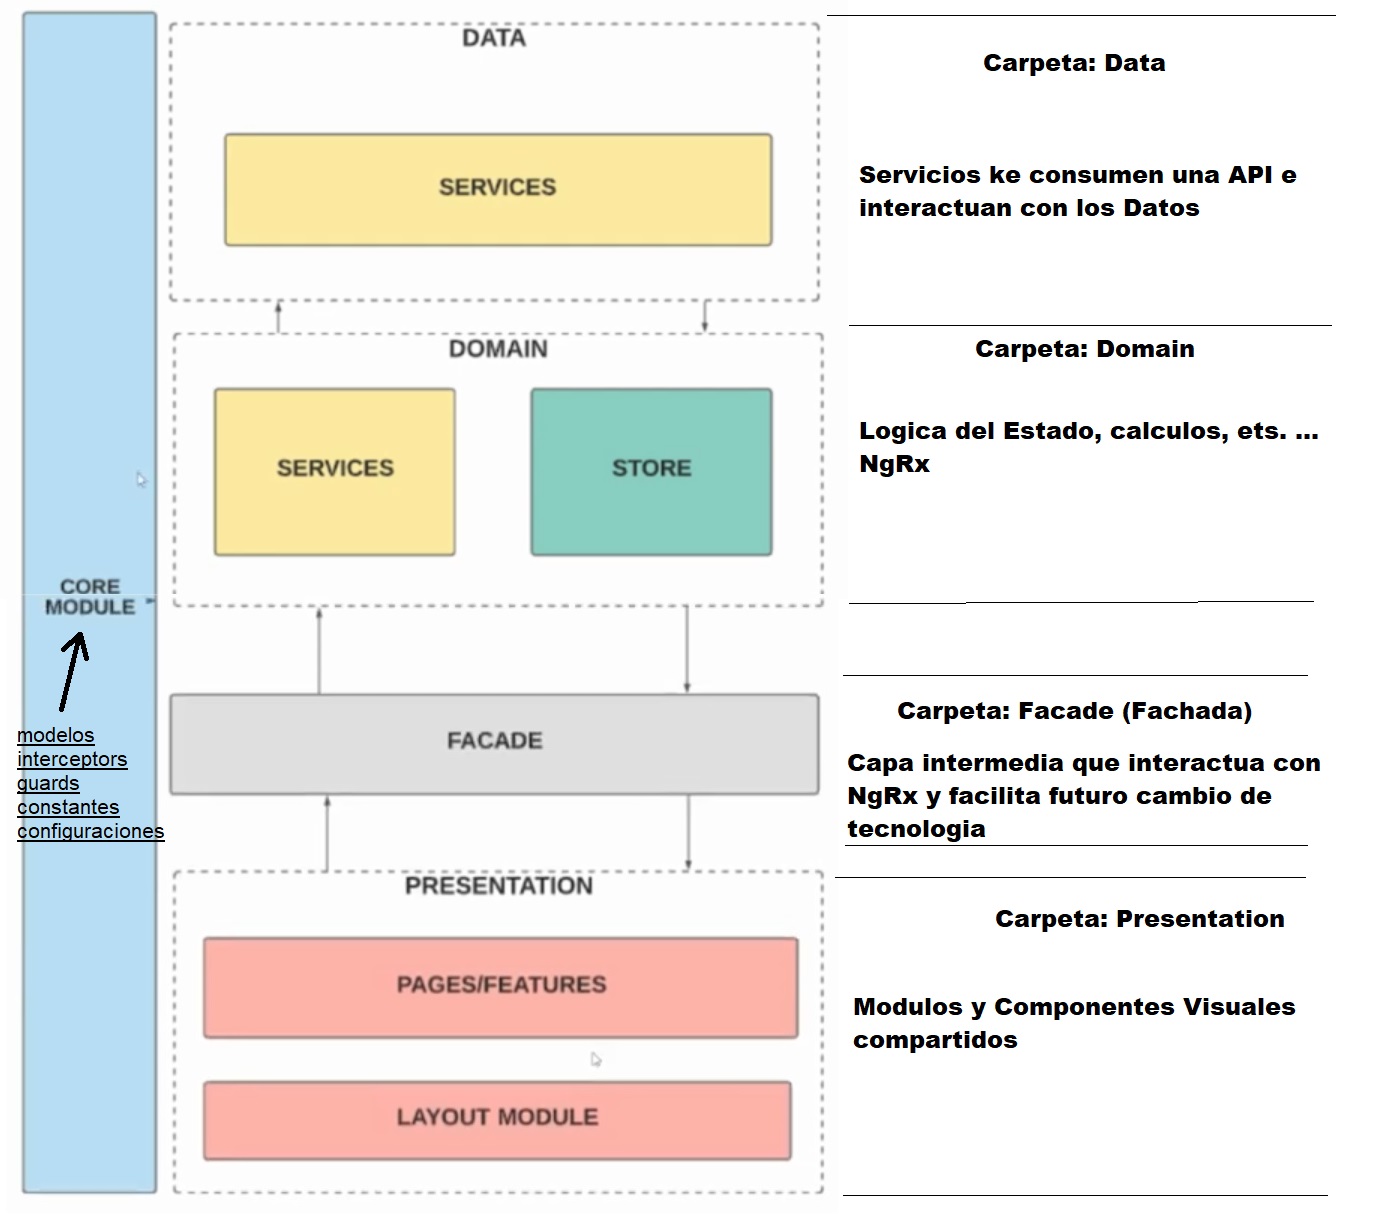 DATA
Carpeta: Data
SERVICES
Servicios ke consumen una API e
interactuan con los Datos
DOMAIN
Carpeta: Domain
SERVICES
STORE
Logica del Estado, calculos, ets. ...
NgRx
CORE
MODULE
modelos
interceptors
guards
constantes
configuraciones
FACADE
Carpeta: Facade (Fachada)
Capa intermedia que interactua con
NgRx y facilita futuro cambio de
tecnologia
PRESENTATION
Carpeta: Presentation
PAGES/FEATURES
Modulos y Componentes Visuales
compartidos
LAYOUT MODULE